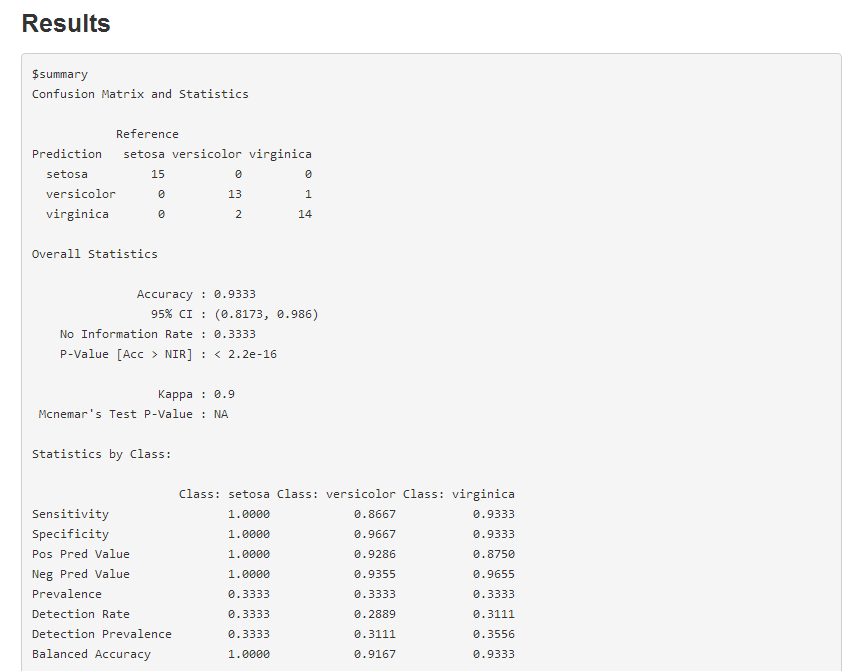 Results
$summary
Confusion Matrix and Statistics
Reference
Prediction setosa versicolor virginica
setosa 15 0 0
versicolor 0 13 1
virginica 0 2 14
Overall Statistics
Accuracy : 0.9333
95% CI : (0.8173, 0.986)
No Information Rate : 0.3333
P-Value [Acc > NIR] : < 2.2e-16
Kappa : 0.9
Mcnemar's Test P-Value : NA
Statistics by Class:
Class: setosa Class: versicolor Class: virginica
Sensitivity 1.0000 0.8667 0.9333
Specificity 1.0000 0.9667 0.9333
Pos Pred Value 1.0000 0.9286 0.8750
Neg Pred Value 1.0000 0.9355 0.9655
Prevalence 0.3333 0.3333 0.3333
Detection Rate 0.3333 0.2889 0.3111
Detection Prevalence 0.3333 0.3111 0.3556
Balanced Accuracy 1.0000 0.9167 0.9333